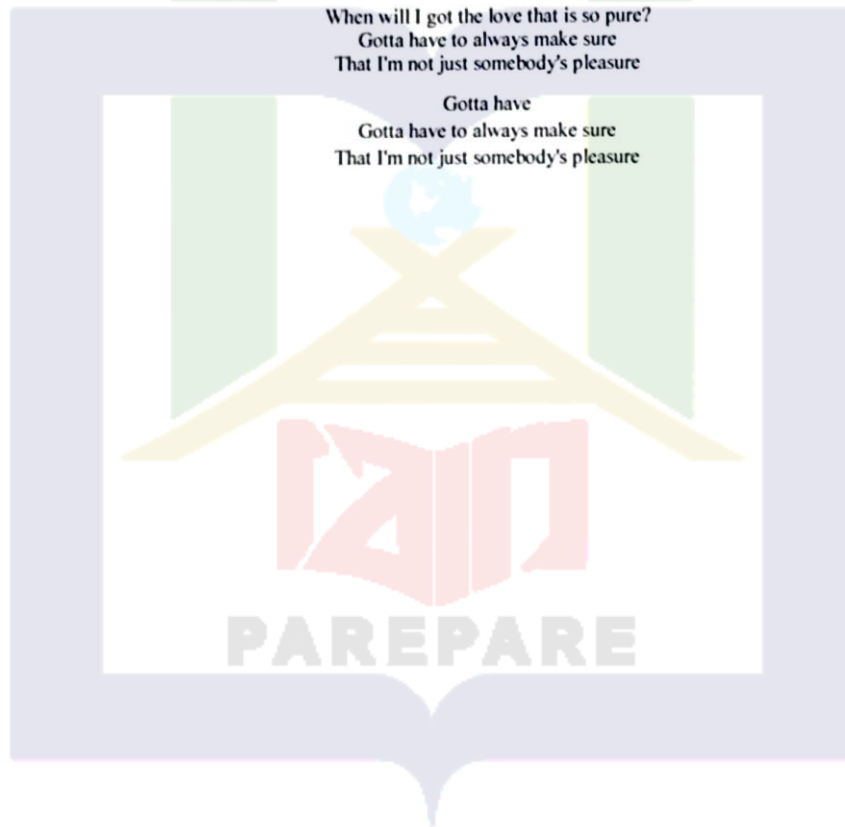 When will I got the love that is so pure?
Gotta have to always make sure
That I'm not just somebody's pleasure
Gotta have
Gotta have to always make sure
That I'm not just somebody's pleasure
iain
PAREPARE